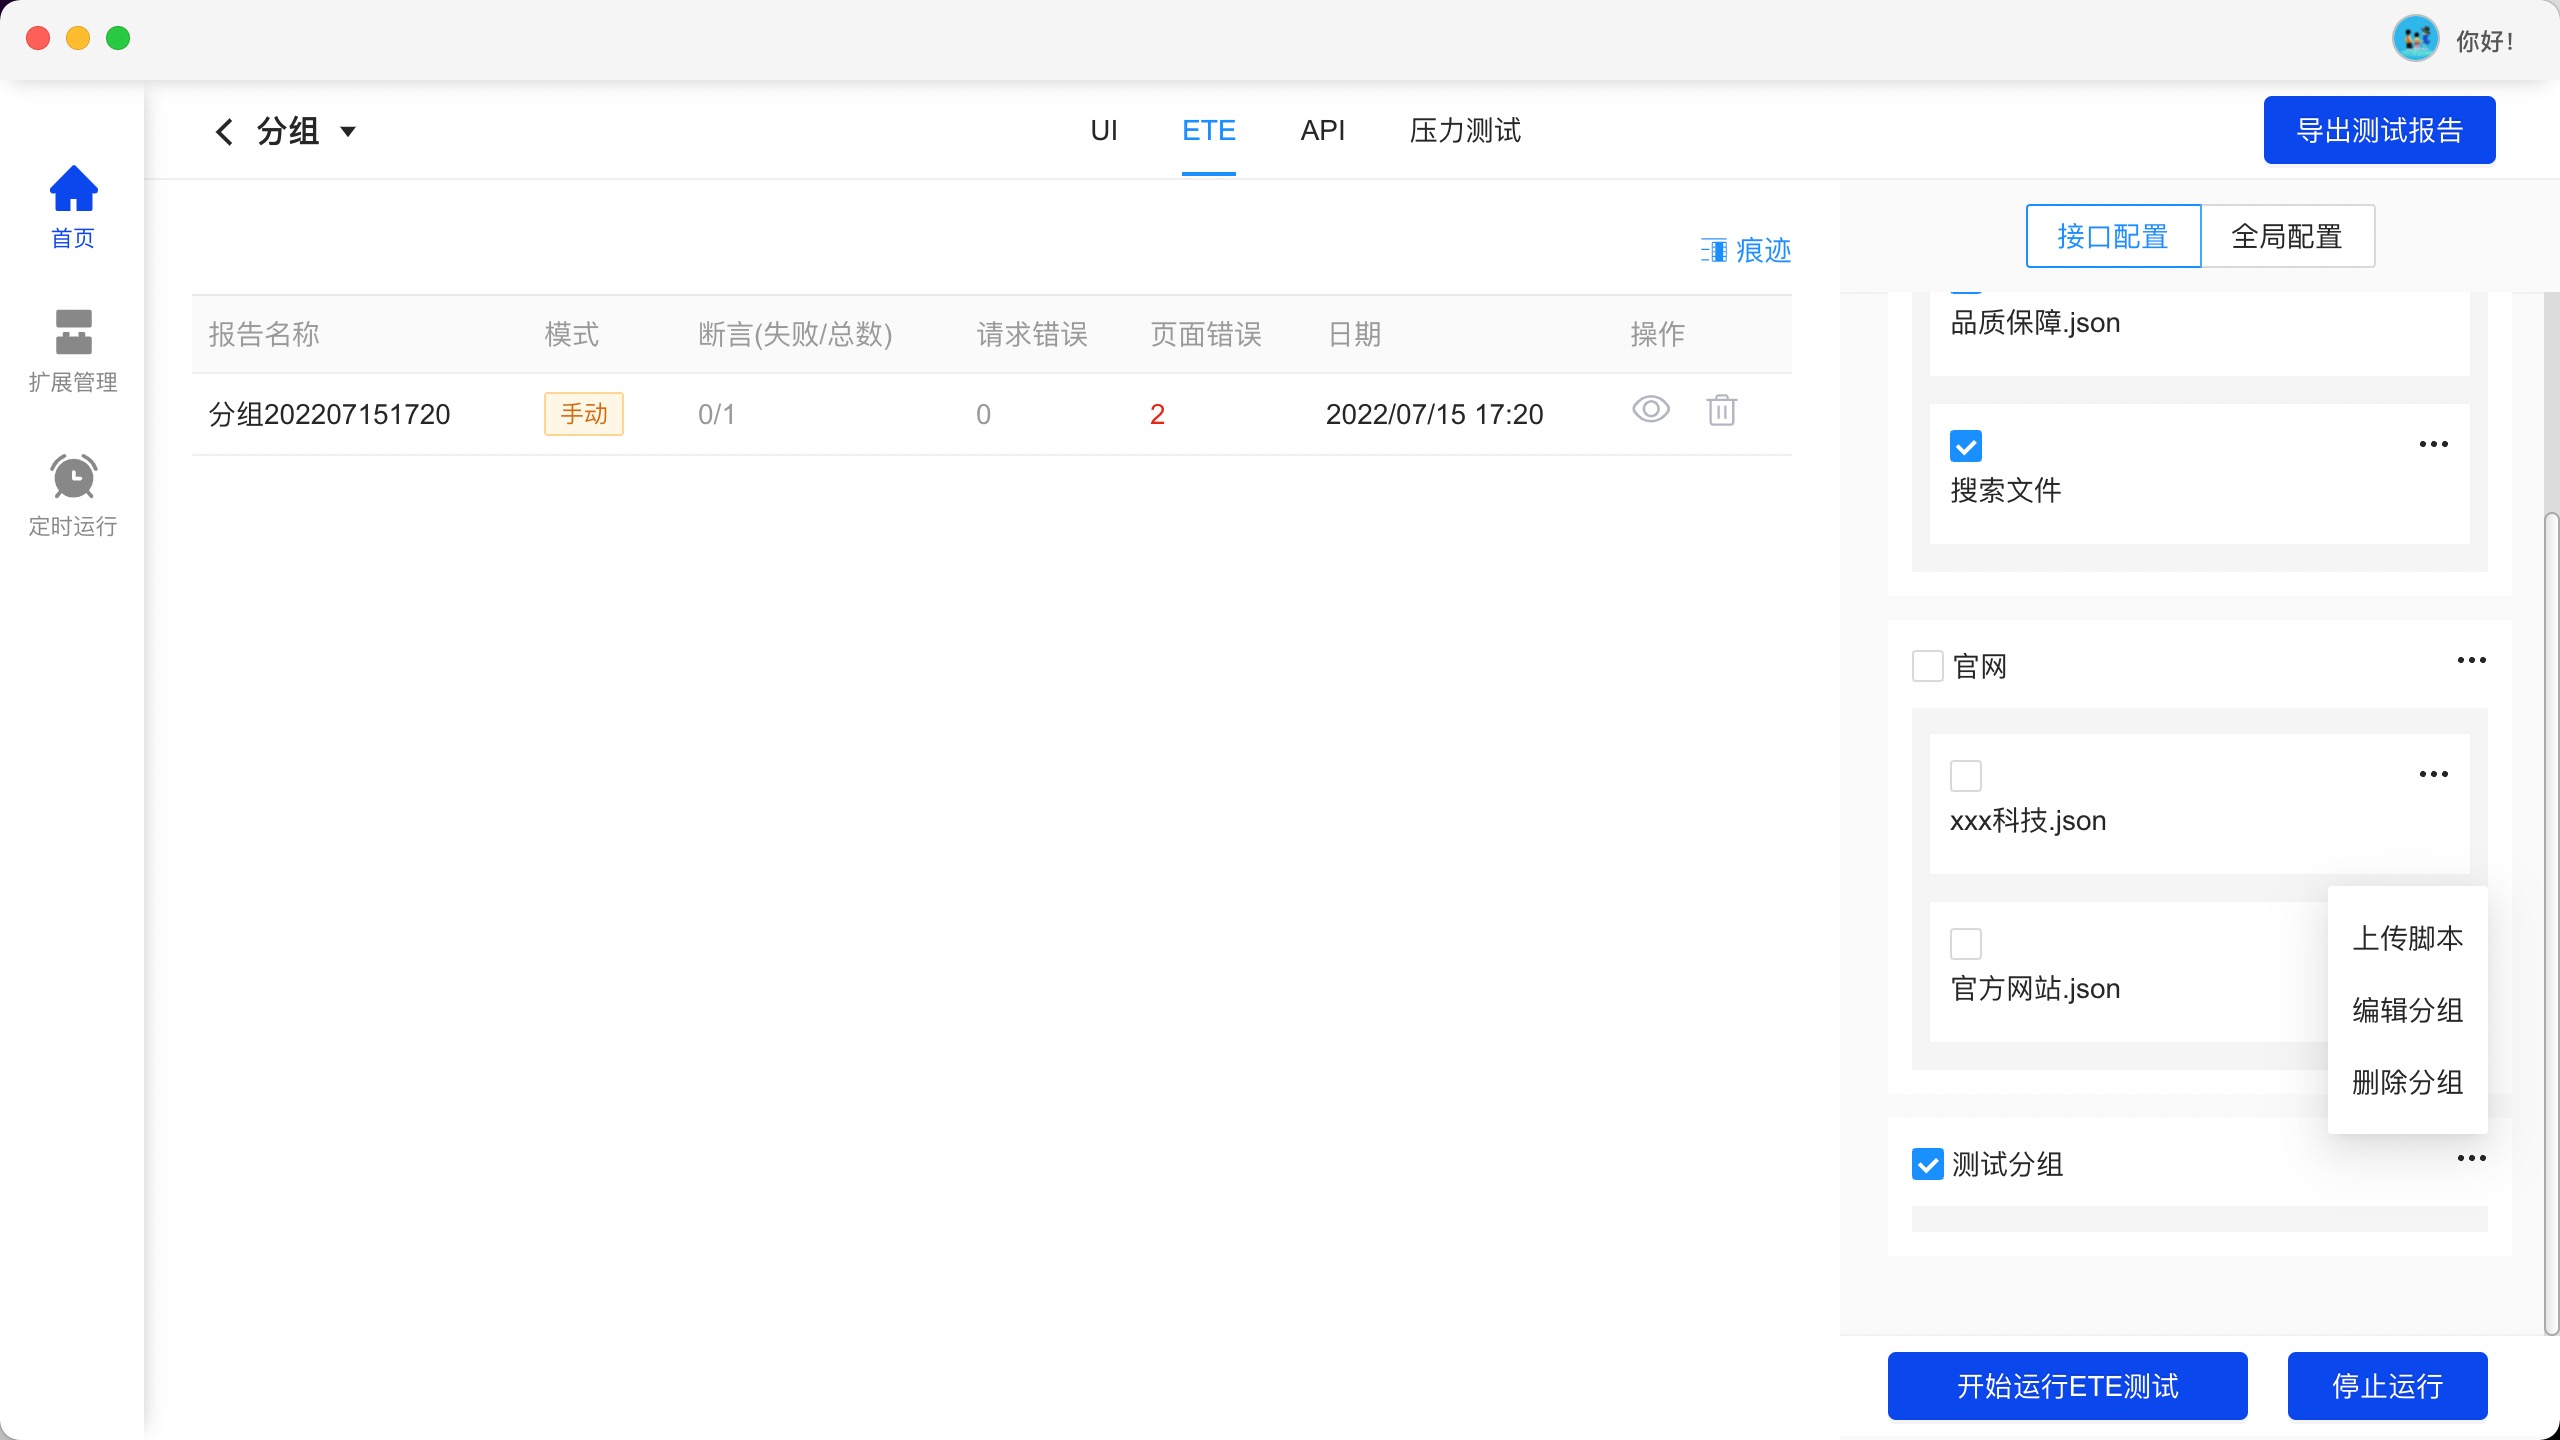 你好!
分组
UI
ETE
API
压力测试
导出测试报告
首页
扩展管理
定时运行
痕迹
报告名称 模式 断言(失败/总数) 请求错误 页面错误 日期 操作
分组202207151720 手动 0/1 0 2 2022/07/15 17:20
接口配置
全局配置
品质保障.json
搜索文件
官网
xxx科技.json
官方网站.json
上传脚本
编辑分组
删除分组
测试分组
开始运行ETE测试
停止运行